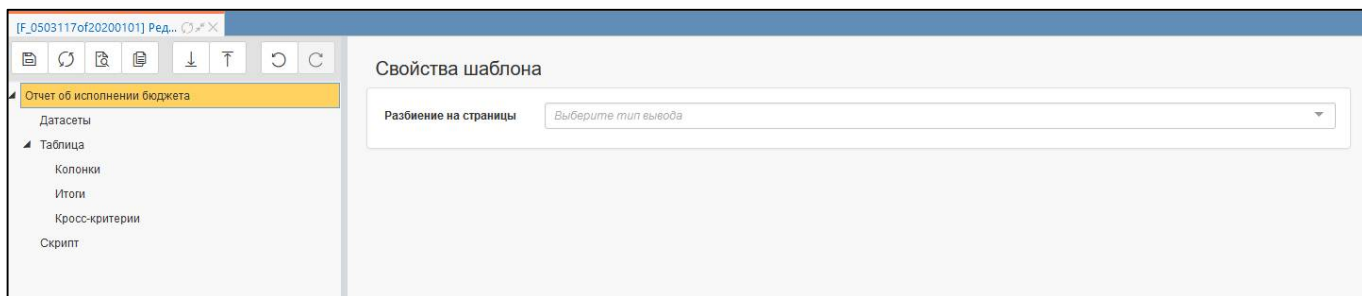 [F_0503117of20200101] Ред...
Свойства шаблона
Отчет об исполнении бюджета
Разбиение на страницы
Выберите тип вывода
Датасеты
Таблица
Колонки
Итоги
Кросс-критерии
Скрипт